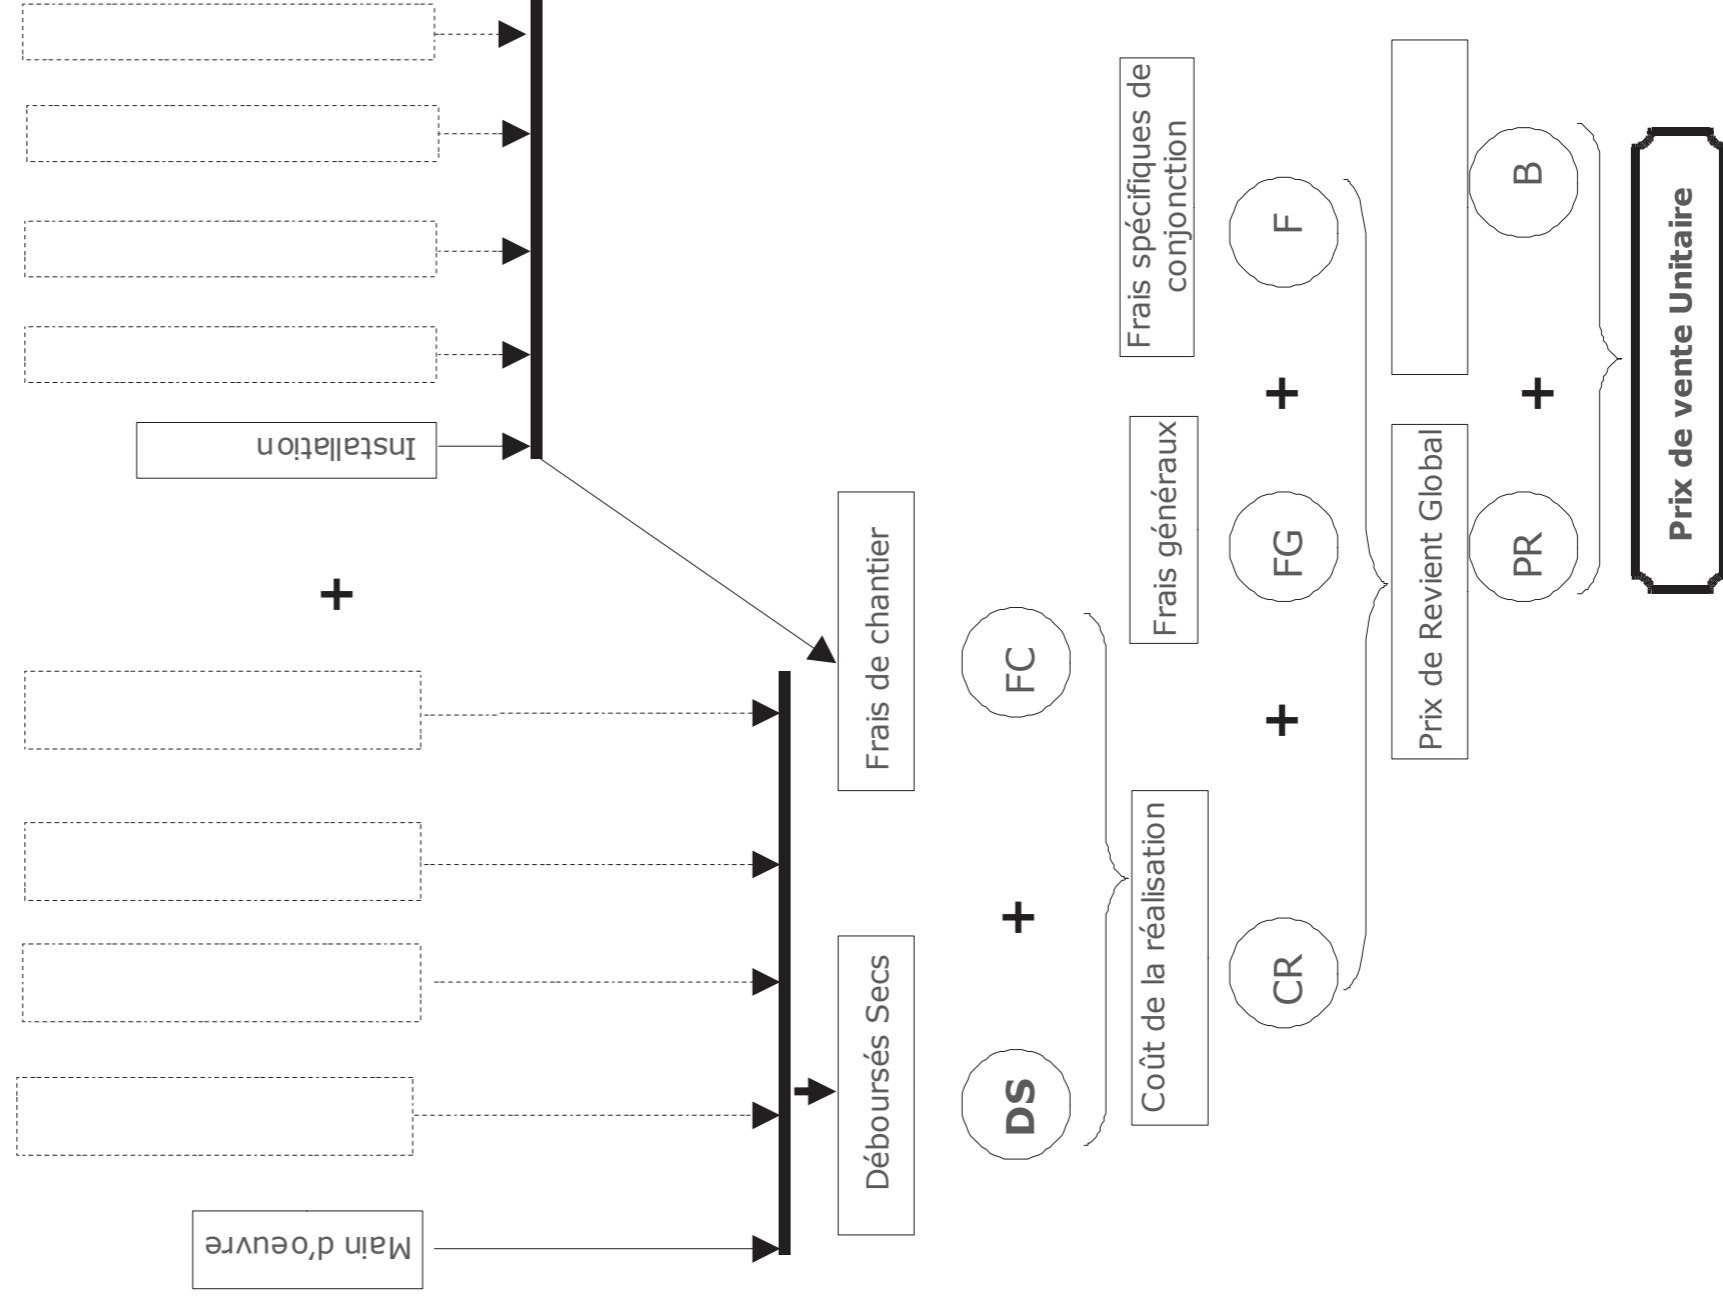 Main d'oeuvre
+
Installation
Déboursés Secs
Frais de chantier
DS
+
FC
Coût de la réalisation
Frais généraux
Frais spécifiques de
conjonction
CR
+
FG
+
F
Prix de Revient Global
PR
+
B
Prix de vente Unitaire